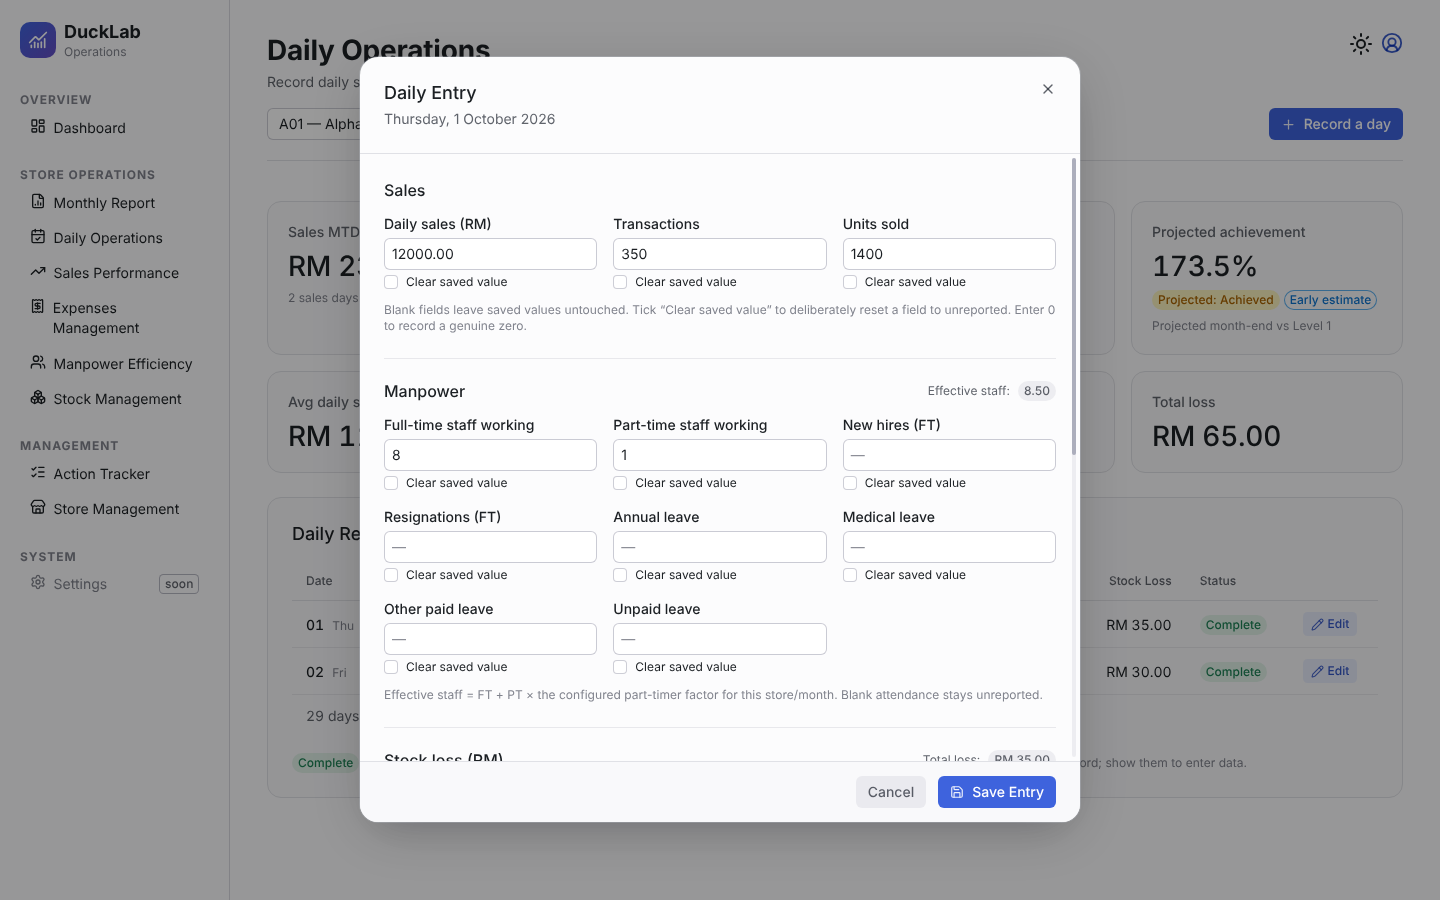 DuckLab
Operations
OVERVIEW
Dashboard
STORE OPERATIONS
Monthly Report
Daily Operations
Sales Performance
Expenses
Management
Manpower Efficiency
Stock Management
MANAGEMENT
Action Tracker
Store Management
SYSTEM
Settings soon
Daily Operations
Record daily s
A01 — Alpha
+ Record a day
Sales MTD
RM 2
2 sales days
Projected achievement
173.5%
Projected: Achieved Early estimate
Projected month-end vs Level 1
Avg daily s
RM 1
Total loss
RM 65.00
Daily Re
Date Stock Loss Status
01 Thu RM 35.00 Complete Edit
02 Fri RM 30.00 Complete Edit
29 days
Complete ord; show them to enter data.
Daily Entry
Thursday, 1 October 2026
Sales
Daily sales (RM) Transactions Units sold
12000.00 350 1400
Clear saved value Clear saved value Clear saved value
Blank fields leave saved values untouched. Tick “Clear saved value” to deliberately reset a field to unreported. Enter 0
to record a genuine zero.
Manpower Effective staff: 8.50
Full-time staff working Part-time staff working New hires (FT)
8 1 —
Clear saved value Clear saved value Clear saved value
Resignations (FT) Annual leave Medical leave
— — —
Clear saved value Clear saved value Clear saved value
Other paid leave Unpaid leave
— —
Clear saved value Clear saved value
Effective staff = FT + PT × the configured part-timer factor for this store/month. Blank attendance stays unreported.
Stock loss (RM) Total loss: RM 35.00
Cancel Save Entry